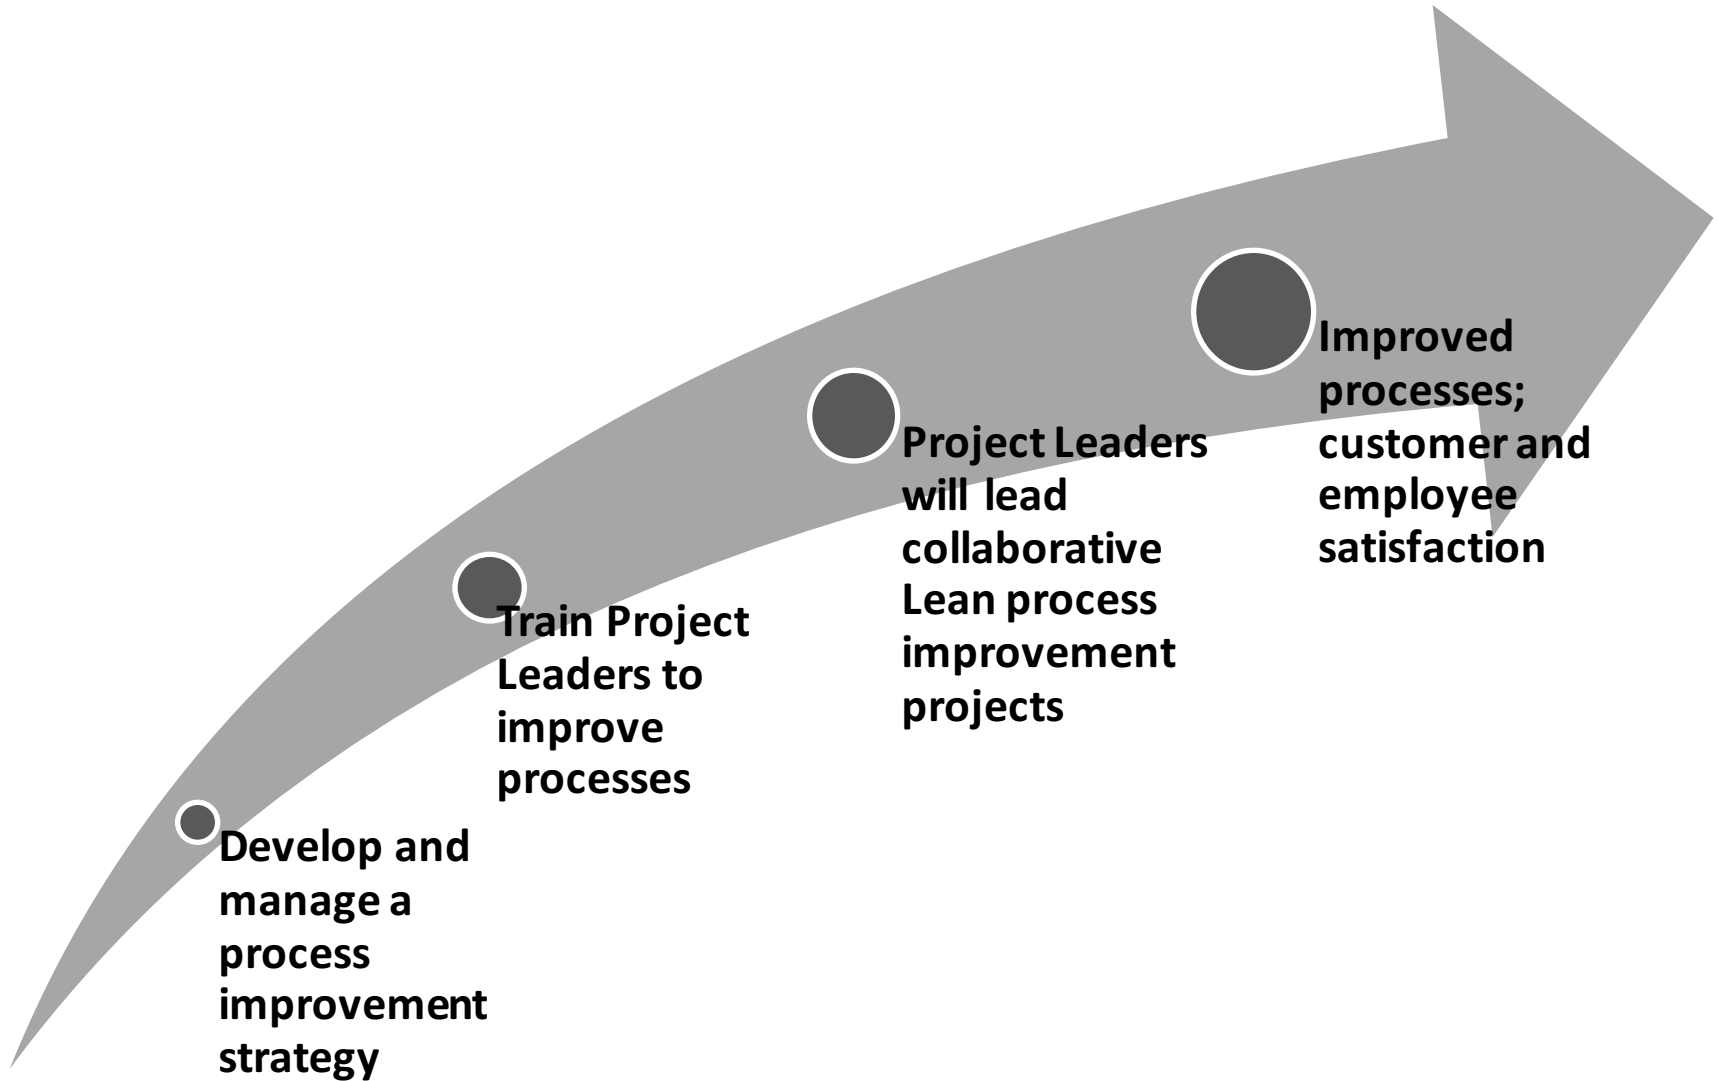 Develop and
manage a
process
improvement
strategy
Train Project
Leaders to
improve
processes
Project Leaders
will lead
collaborative
Lean process
improvement
projects
Improved
processes;
customer and
employee
satisfaction